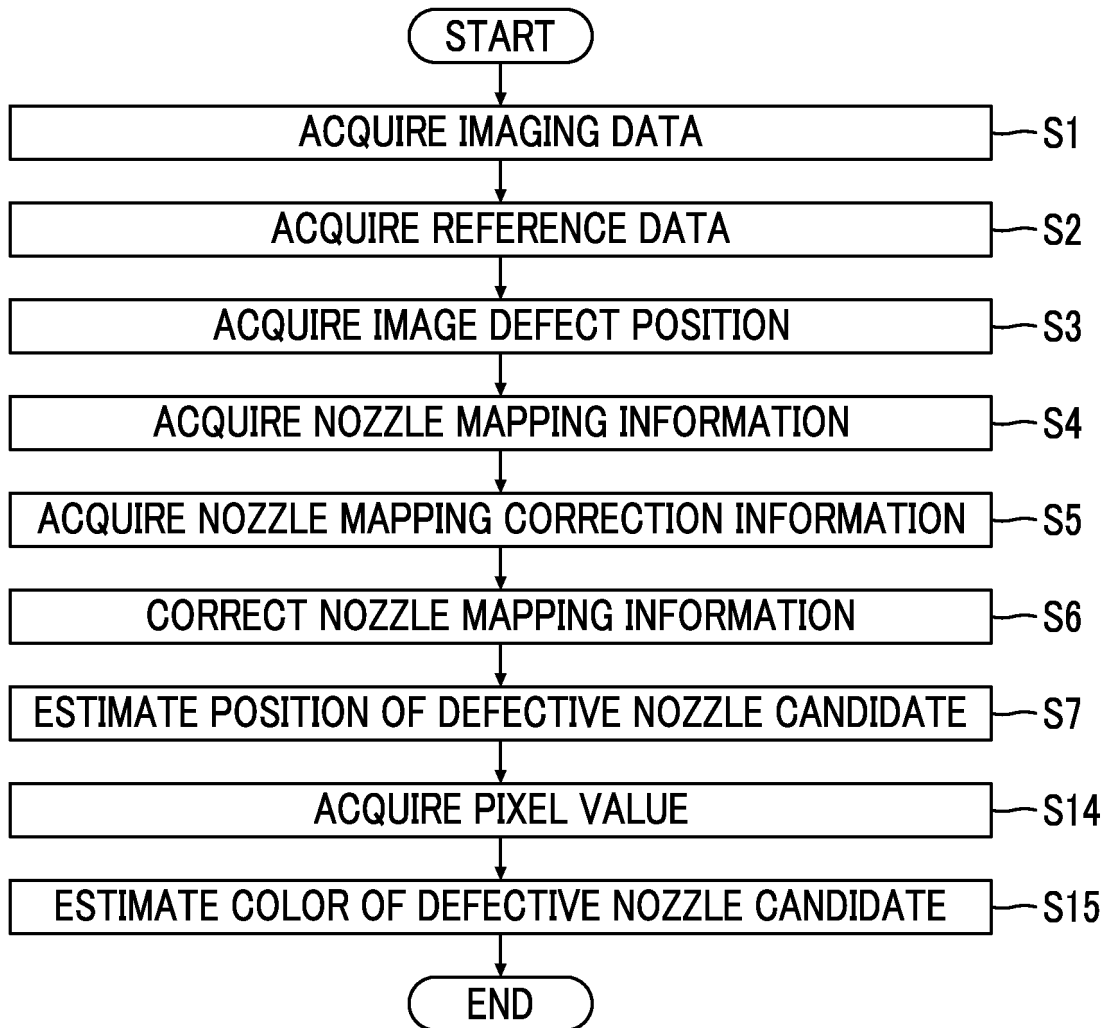 START
ACQUIRE IMAGING DATA S1
ACQUIRE REFERENCE DATA S2
ACQUIRE IMAGE DEFECT POSITION S3
ACQUIRE NOZZLE MAPPING INFORMATION S4
ACQUIRE NOZZLE MAPPING CORRECTION INFORMATION S5
CORRECT NOZZLE MAPPING INFORMATION S6
ESTIMATE POSITION OF DEFECTIVE NOZZLE CANDIDATE S7
ACQUIRE PIXEL VALUE S14
ESTIMATE COLOR OF DEFECTIVE NOZZLE CANDIDATE S15
END